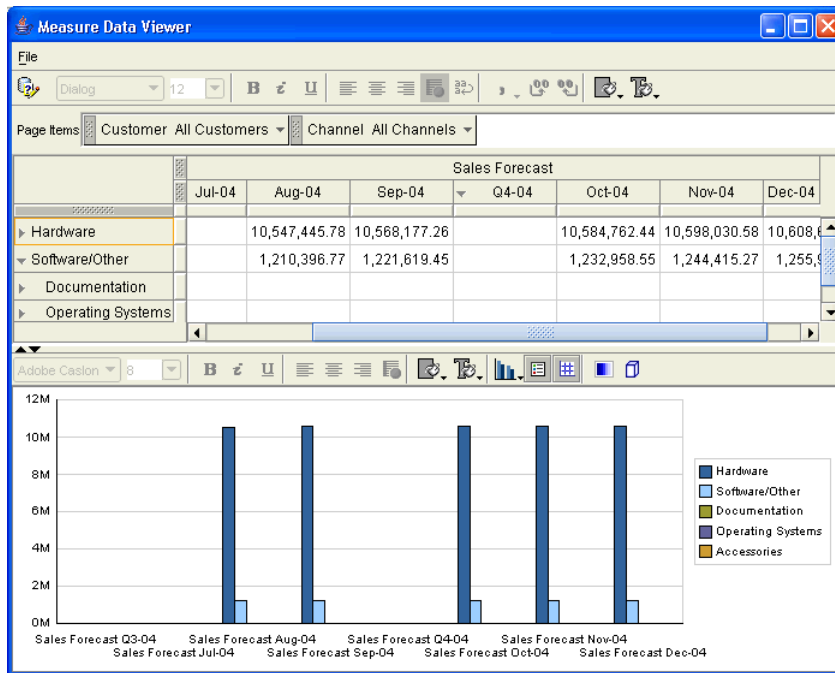 Measure Data Viewer
File
Dialog 12 B i U
Page Items Customer All Customers Channel All Channels
Sales Forecast
Jul-04 Aug-04 Sep-04 Q4-04 Oct-04 Nov-04 Dec-04
Hardware 10,547,445.78 10,568,177.26 10,584,762.44 10,598,030.58 10,608,6
Software/Other 1,210,396.77 1,221,619.45 1,232,958.55 1,244,415.27 1,255,9
Documentation
Operating Systems
Adobe Caslon 8 B i U
12M
10M
8M
6M
4M
2M
0M
Hardware
Software/Other
Documentation
Operating Systems
Accessories
Sales Forecast Q3-04 Sales Forecast Aug-04 Sales Forecast Q4-04 Sales Forecast Nov-04
Sales Forecast Jul-04 Sales Forecast Sep-04 Sales Forecast Oct-04 Sales Forecast Dec-04